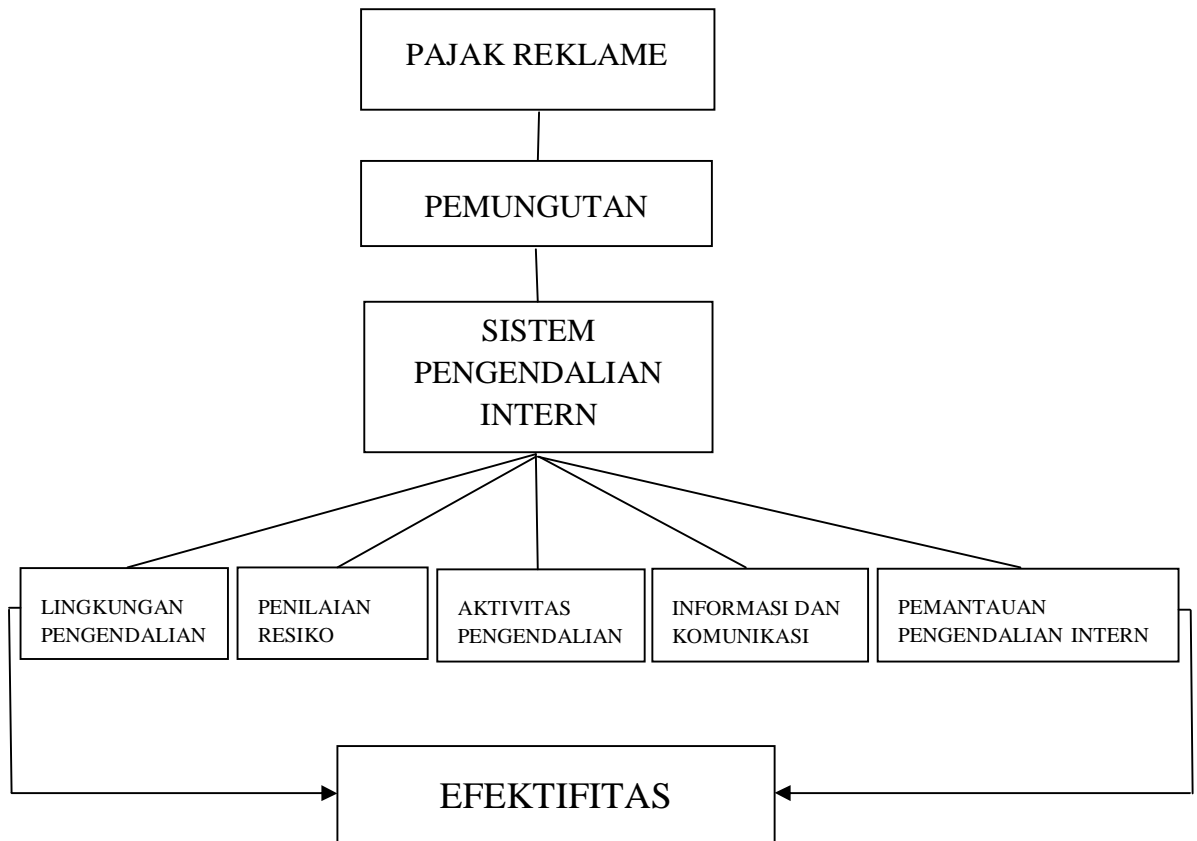 PAJAK REKLAME
PEMUNGUTAN
SISTEM
PENGENDALIAN
INTERN
LINGKUNGAN
PENGENDALIAN
PENILAIAN
RESIKO
AKTIVITAS
PENGENDALIAN
INFORMASI DAN
KOMUNIKASI
PEMANTAUAN
PENGENDALIAN INTERN
EFEKTIFITAS